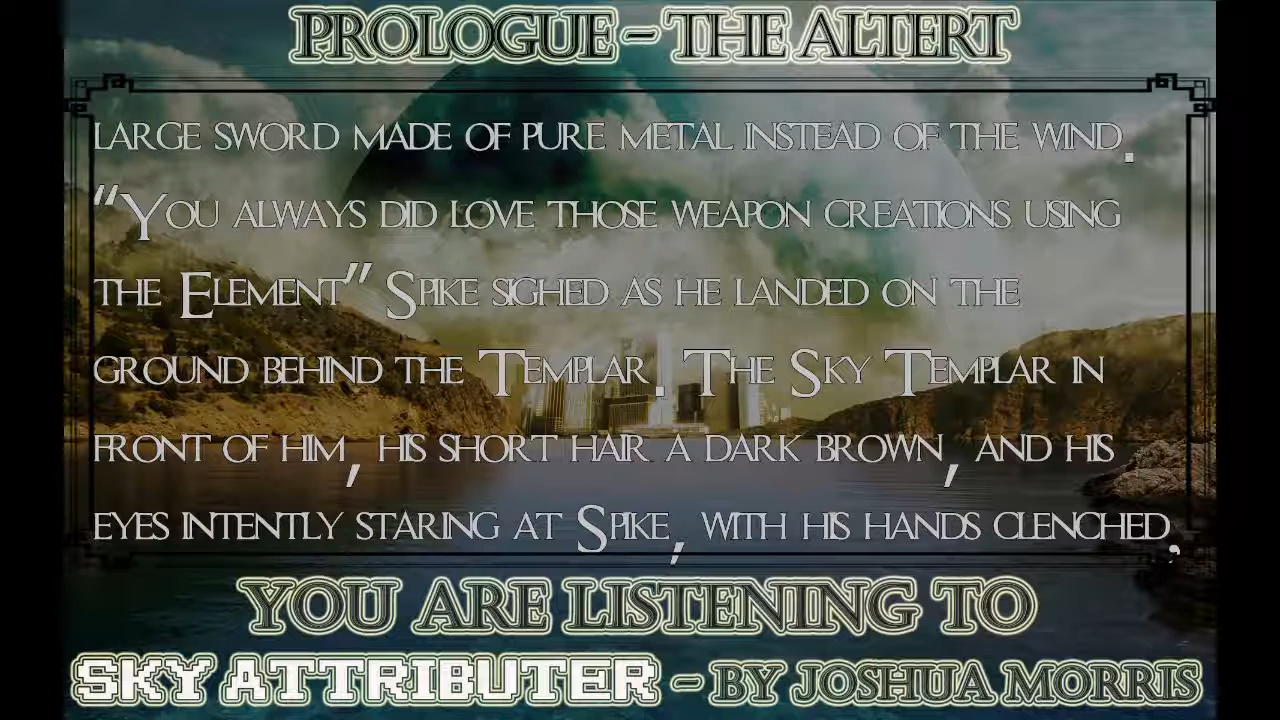 PROLOGUE - THE ALTERT
LARGE SWORD MADE OF PURE METAL INSTEAD OF THE WIND.
"YOU ALWAYS DID LOVE THOSE WEAPON CREATIONS USING
THE ELEMENT" SPIKE SIGHED AS HE LANDED ON THE
GROUND BEHIND THE TEMPLAR. THE SKY TEMPLAR IN
FRONT OF HIM, HIS SHORT HAIR A DARK BROWN, AND HIS
EYES INTENTLY STARING AT SPIKE, WITH HIS HANDS CLENCHED,
YOU ARE LISTENING TO
SKY ATTRIBUTER - BY JOSHUA MORRIS